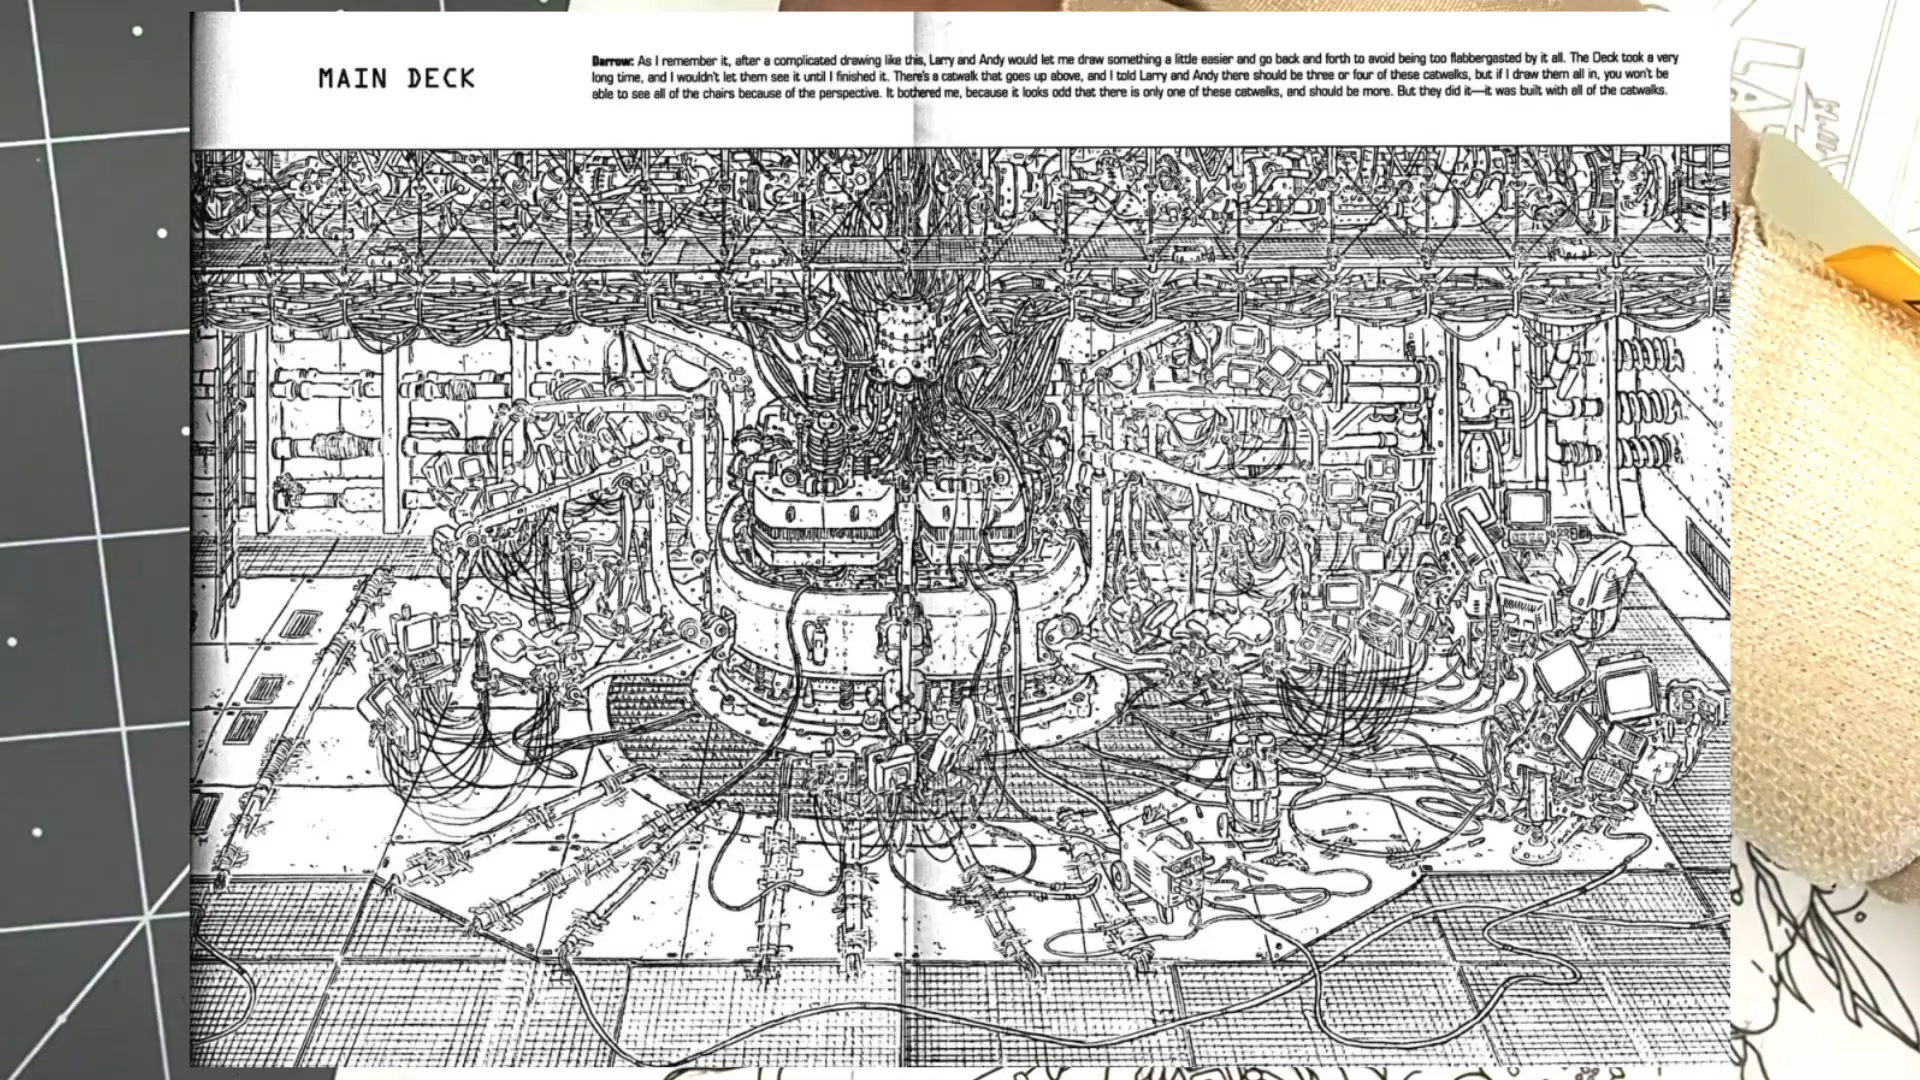 MAIN DECK
Darrow: As I remember it, after a complicated drawing like this, Larry and Andy would let me draw something a little easier and go back and forth to avoid being too flabbergasted by it all. The Deck took a very
long time, and I wouldn't let them see it until I finished it. There's a catwalk that goes up above, and I told Larry and Andy there should be three or four of these catwalks, but if I draw them all in, you won't be
able to see all of the chairs because of the perspective. It bothered me, because it looks odd that there is only one of these catwalks, and should be more. But they did it—it was built with all of the catwalks.